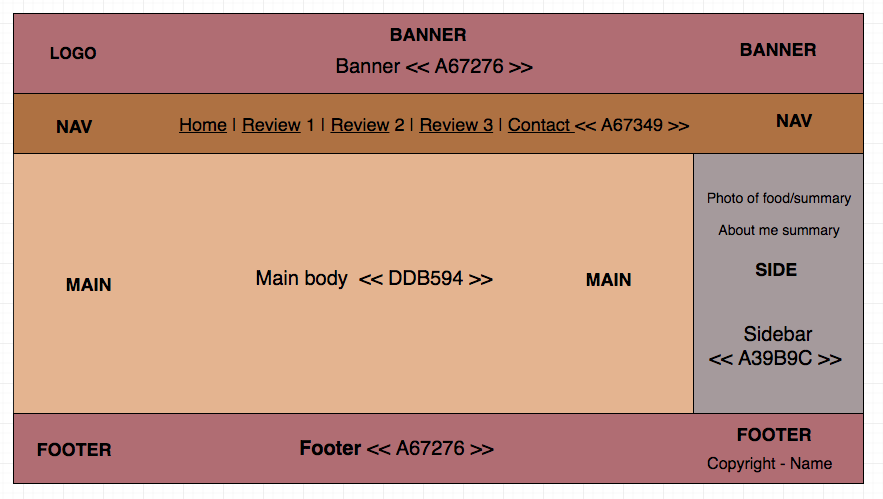 LOGO
BANNER
Banner << A67276 >>
BANNER
NAV
Home | Review 1 | Review 2 | Review 3 | Contact << A67349 >>
NAV
MAIN
Main body << DDB594 >>
MAIN
Photo of food/summary
About me summary
SIDE
Sidebar
<< A39B9C >>
FOOTER
Footer << A67276 >>
FOOTER
Copyright - Name